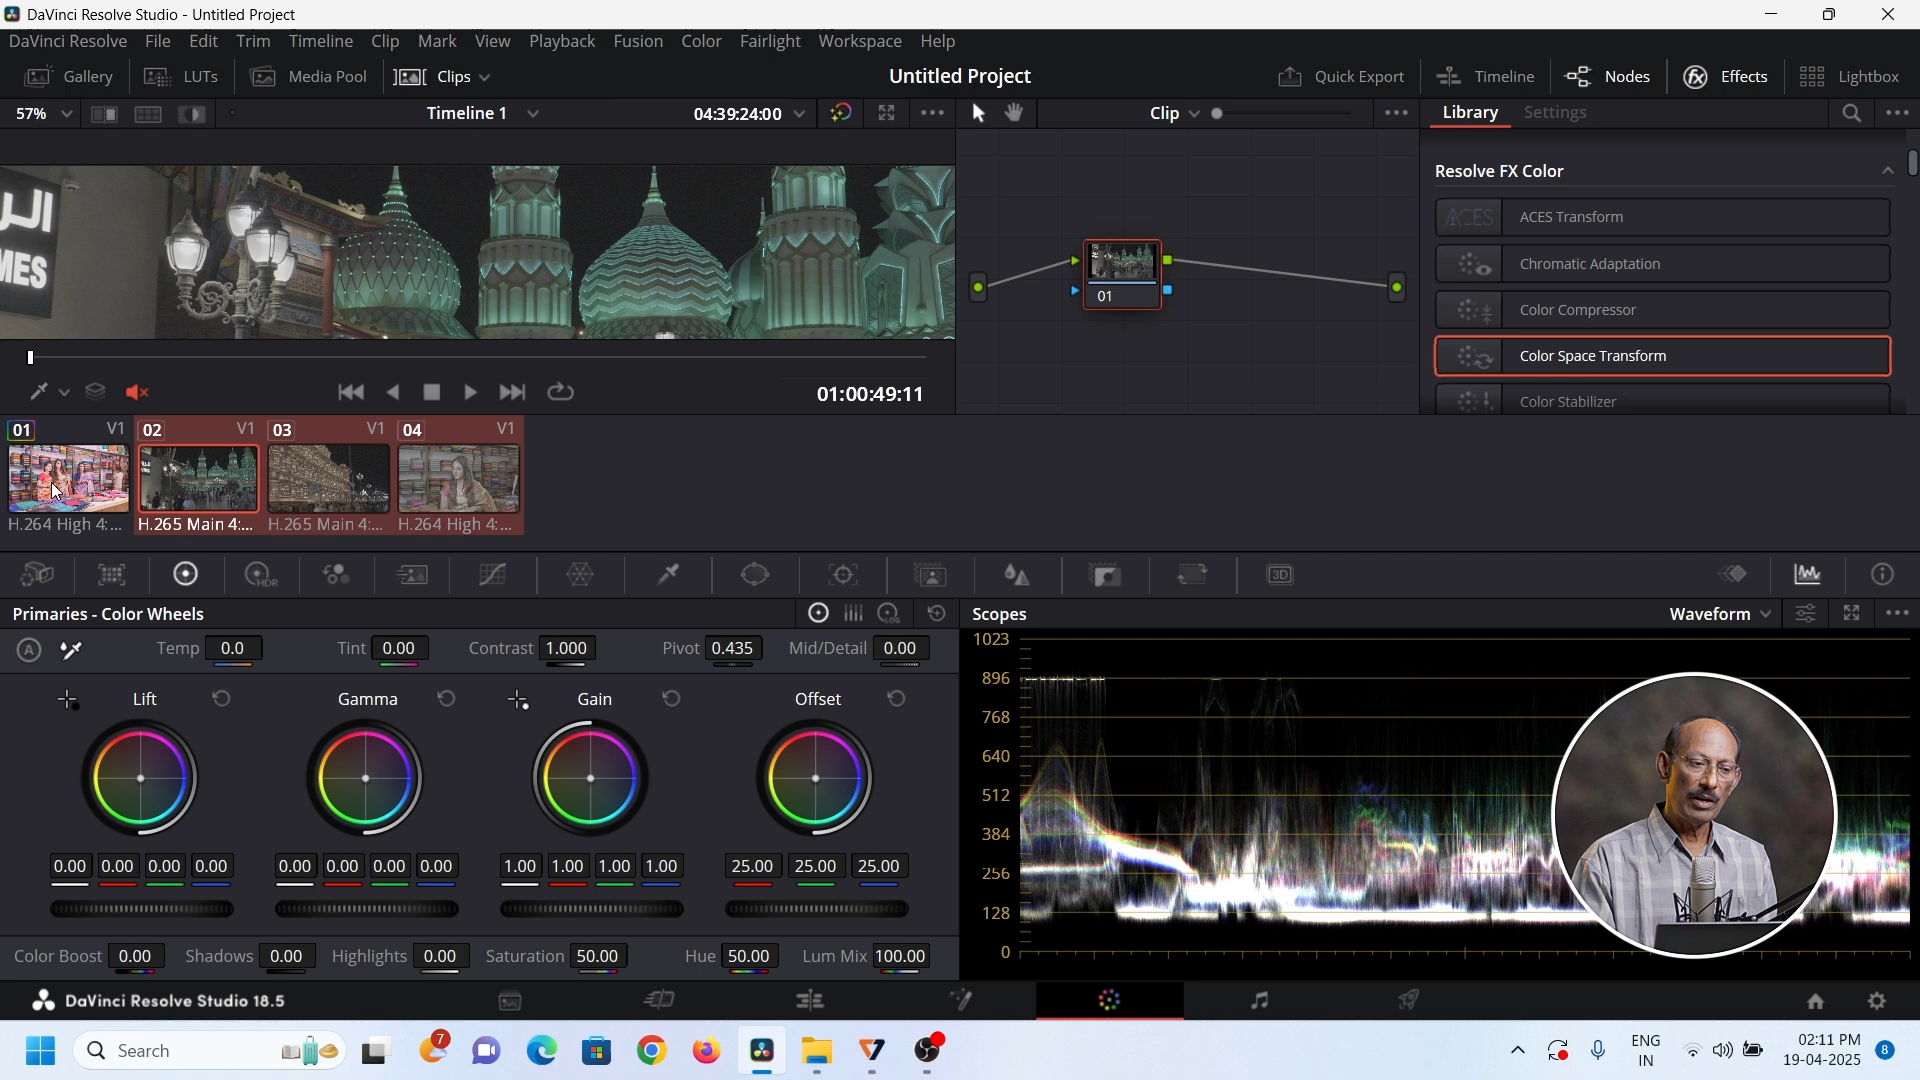 DaVinci Resolve Studio - Untitled Project
DaVinci Resolve File Edit Trim Timeline Clip Mark View Playback Fusion Color Fairlight Workspace Help
Gallery LUTs Media Pool Clips Untitled Project Quick Export Timeline Nodes Effects Lightbox
57% Timeline 1 04:39:24:00 Clip Library Settings
Resolve FX Color
ACES ACES Transform
Chromatic Adaptation
Color Compressor
Color Space Transform
Color Stabilizer
MES
01
01:00:49:11
01 V1 02 V1 03 V1 04 V1
H.264 High 4:... H.265 Main 4:... H.265 Main 4:... H.264 High 4:...
HDR 3D
Primaries - Color Wheels LOG Scopes Waveform
A Temp 0.0 Tint 0.00 Contrast 1.000 Pivot 0.435 Mid/Detail 0.00
Lift Gamma Gain Offset
0.00 0.00 0.00 0.00 0.00 0.00 0.00 0.00 1.00 1.00 1.00 1.00 25.00 25.00 25.00
Color Boost 0.00 Shadows 0.00 Highlights 0.00 Saturation 50.00 Hue 50.00 Lum Mix 100.00
1023
896
768
640
512
384
256
128
0
DaVinci Resolve Studio 18.5
Search 7 ENG IN 02:11 PM 19-04-2025 8